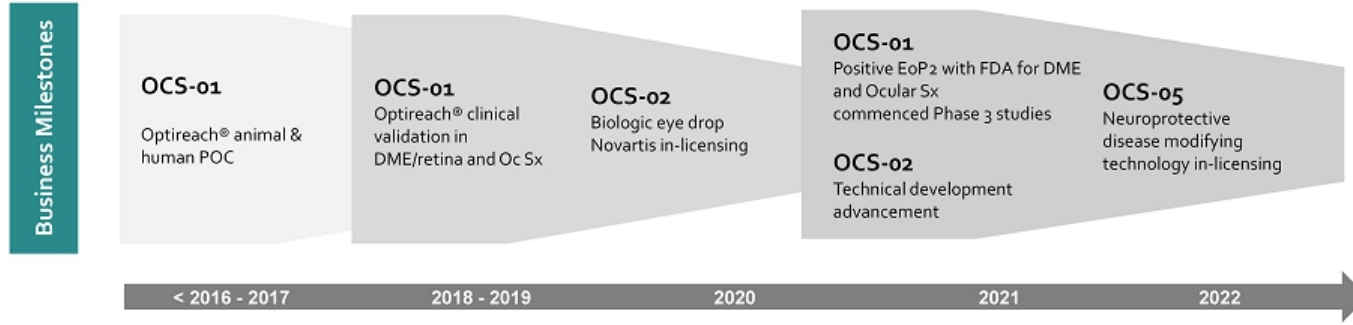 Business Milestones
OCS-01
Optireach® animal &
human POC
OCS-01
Optireach® clinical
validation in
DME/retina and Oc Sx
OCS-02
Biologic eye drop
Novartis in-licensing
OCS-01
Positive EoP2 with FDA for DME
and Ocular Sx
commenced Phase 3 studies
OCS-02
Technical development
advancement
OCS-05
Neuroprotective
disease modifying
technology in-licensing
< 2016 - 2017
2018 - 2019
2020
2021
2022